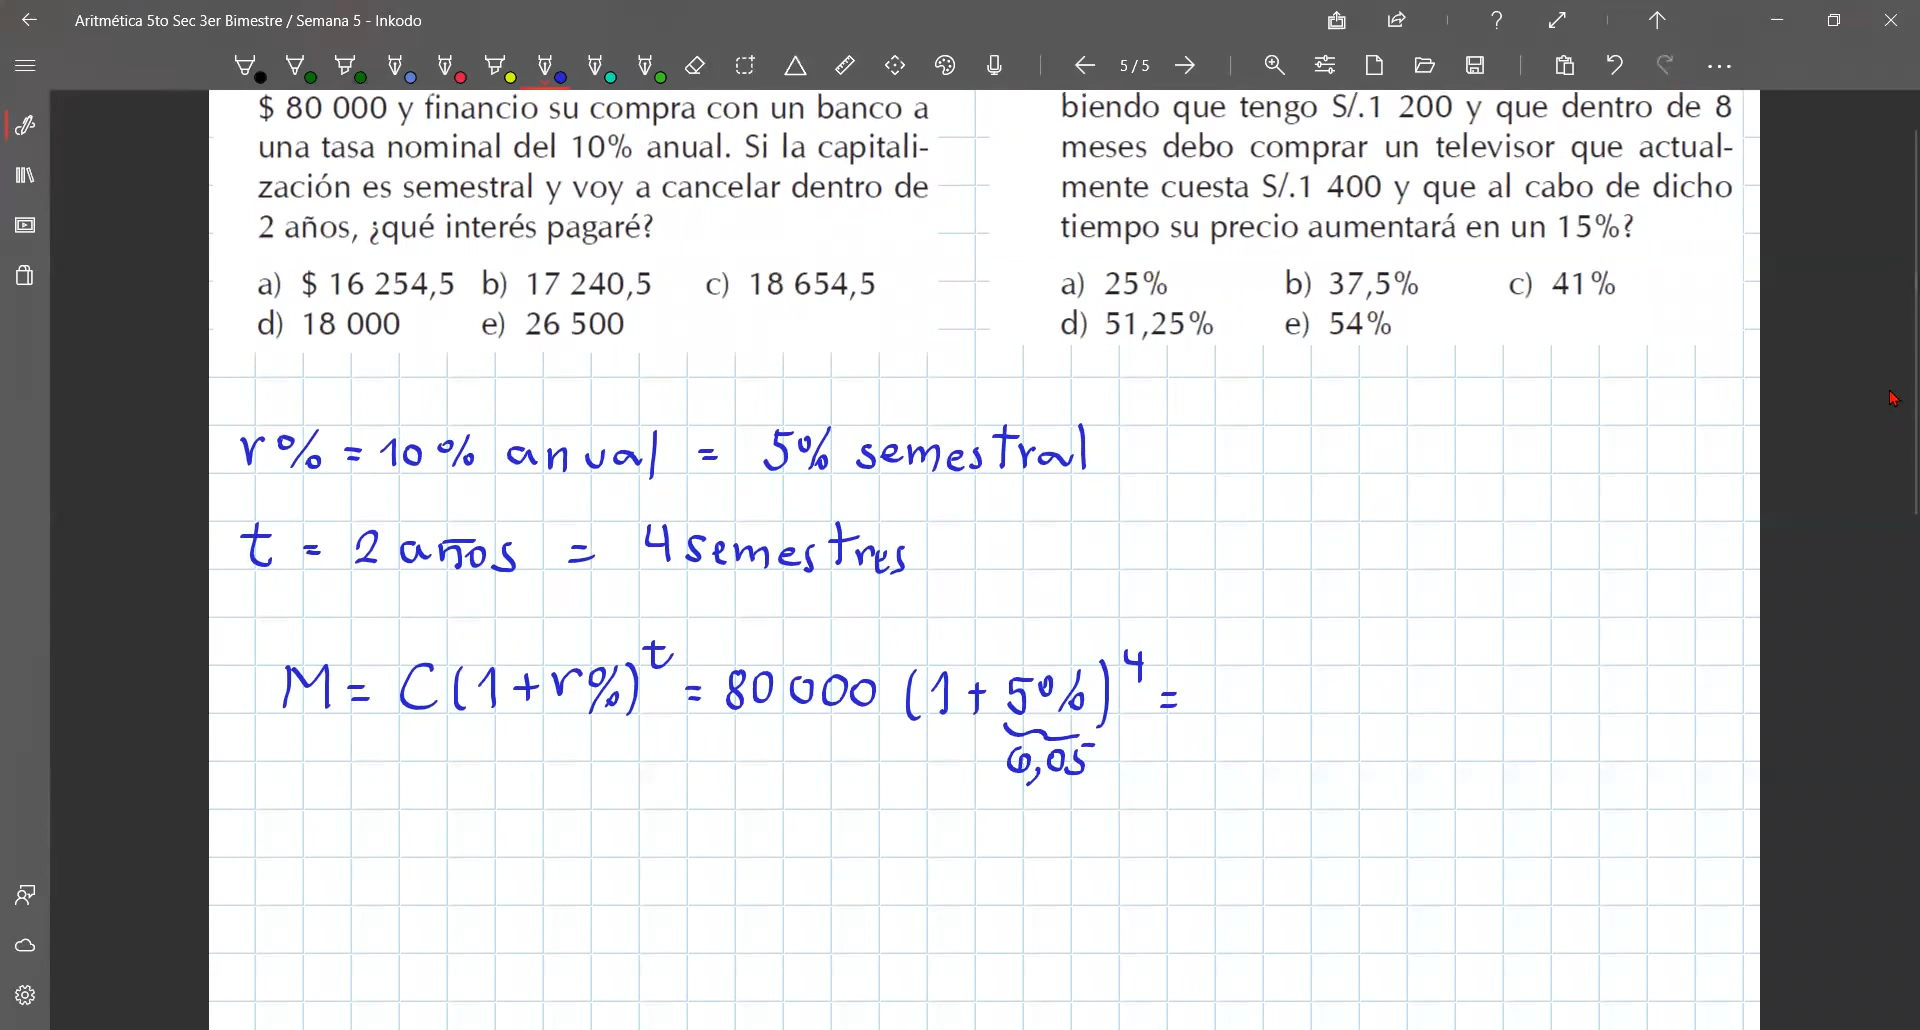 Aritmética 5to Sec 3er Bimestre / Semana 5 - Inkodo
5 / 5
$ 80 000 y financio su compra con un banco a
una tasa nominal del 10% anual. Si la capitali-
zación es semestral y voy a cancelar dentro de
2 años, ¿qué interés pagaré?
a) $ 16 254,5 b) 17 240,5 c) 18 654,5
d) 18 000 e) 26 500
biendo que tengo S/.1 200 y que dentro de 8
meses debo comprar un televisor que actual-
mente cuesta S/.1 400 y que al cabo de dicho
tiempo su precio aumentará en un 15%?
a) 25% b) 37,5% c) 41%
d) 51,25% e) 54%
r% = 10% anual = 5% semestral
t = 2 años = 4 semestres
M = C(1+r%)^t = 80 000 (1+5%)^4 =
0,05